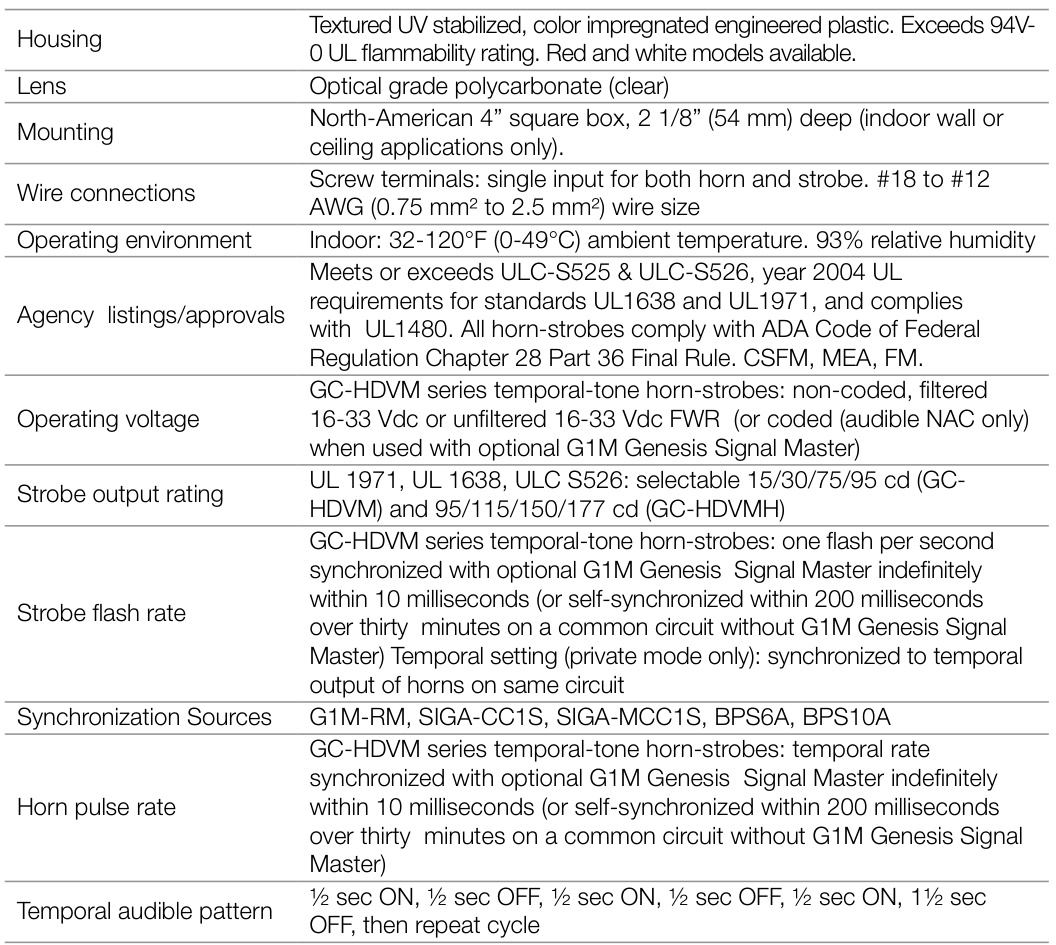 Housing
Textured UV stabilized, color impregnated engineered plastic. Exceeds 94V-
0 UL flammability rating. Red and white models available.
Lens
Optical grade polycarbonate (clear)
Mounting
North-American 4” square box, 2 1/8” (54 mm) deep (indoor wall or
ceiling applications only).
Wire connections
Screw terminals: single input for both horn and strobe. #18 to #12
AWG (0.75 mm² to 2.5 mm²) wire size
Operating environment
Indoor: 32-120°F (0-49°C) ambient temperature. 93% relative humidity
Agency listings/approvals
Meets or exceeds ULC-S525 & ULC-S526, year 2004 UL
requirements for standards UL1638 and UL1971, and complies
with UL1480. All horn-strobes comply with ADA Code of Federal
Regulation Chapter 28 Part 36 Final Rule. CSFM, MEA, FM.
Operating voltage
GC-HDVM series temporal-tone horn-strobes: non-coded, filtered
16-33 Vdc or unfiltered 16-33 Vdc FWR (or coded (audible NAC only)
when used with optional G1M Genesis Signal Master)
Strobe output rating
UL 1971, UL 1638, ULC S526: selectable 15/30/75/95 cd (GC-
HDVM) and 95/115/150/177 cd (GC-HDVMH)
Strobe flash rate
GC-HDVM series temporal-tone horn-strobes: one flash per second
synchronized with optional G1M Genesis Signal Master indefinitely
within 10 milliseconds (or self-synchronized within 200 milliseconds
over thirty minutes on a common circuit without G1M Genesis Signal
Master) Temporal setting (private mode only): synchronized to temporal
output of horns on same circuit
Synchronization Sources
G1M-RM, SIGA-CC1S, SIGA-MCC1S, BPS6A, BPS10A
Horn pulse rate
GC-HDVM series temporal-tone horn-strobes: temporal rate
synchronized with optional G1M Genesis Signal Master indefinitely
within 10 milliseconds (or self-synchronized within 200 milliseconds
over thirty minutes on a common circuit without G1M Genesis Signal
Master)
Temporal audible pattern
½ sec ON, ½ sec OFF, ½ sec ON, ½ sec OFF, ½ sec ON, 1½ sec
OFF, then repeat cycle